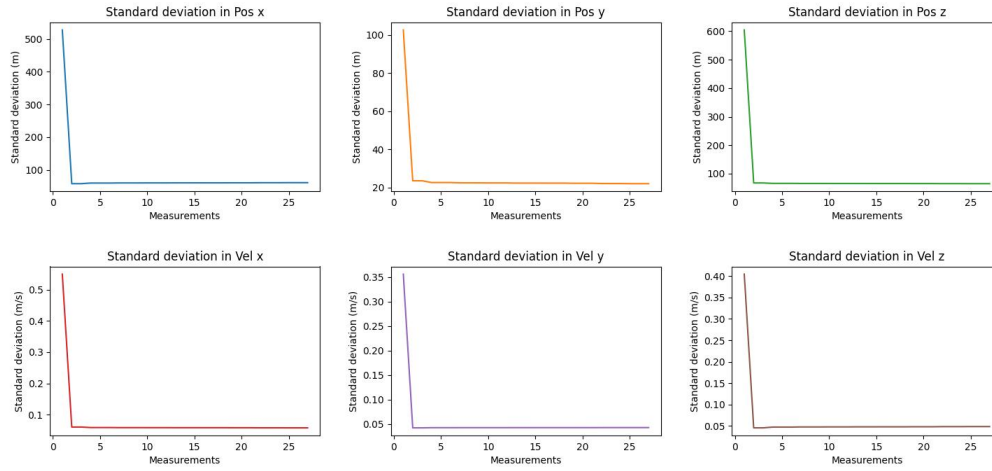 Standard deviation in Pos x
Standard deviation (m)
500
400
300
200
100
0 5 10 15 20 25
Measurements
Standard deviation in Pos y
Standard deviation (m)
100
80
60
40
20
0 5 10 15 20 25
Measurements
Standard deviation in Pos z
Standard deviation (m)
600
500
400
300
200
100
0 5 10 15 20 25
Measurements
Standard deviation in Vel x
Standard deviation (m/s)
0.5
0.4
0.3
0.2
0.1
0 5 10 15 20 25
Measurements
Standard deviation in Vel y
Standard deviation (m/s)
0.35
0.30
0.25
0.20
0.15
0.10
0.05
0 5 10 15 20 25
Measurements
Standard deviation in Vel z
Standard deviation (m/s)
0.40
0.35
0.30
0.25
0.20
0.15
0.10
0.05
0 5 10 15 20 25
Measurements